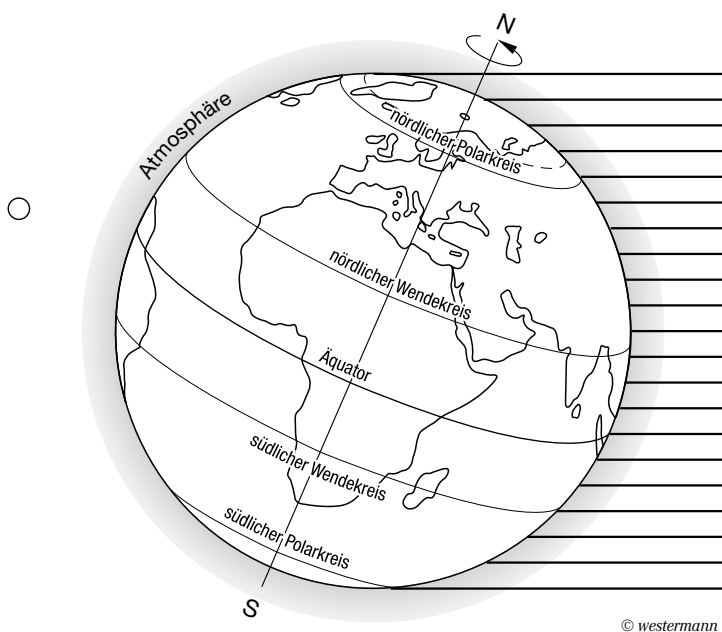 N
Atmosphäre
nördlicher Polarkreis
nördlicher Wendekreis
Äquator
südlicher Wendekreis
südlicher Polarkreis
S
© westermann